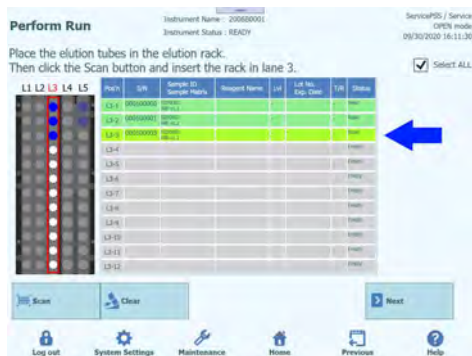 Perform Run
Instrument Name : 200800001
Instrument Status : READY
ServicePSS / Service
OPEN mode
09/30/2020 16:11:30
Place the elution tubes in the elution rack.
Then click the Scan button and insert the rack in lane 3.
Select ALL
L1 L2 L3 L4 L5
Pos'n S/N Sample ID Sample Matrix Reagent Name Lvl Lot No. Exp. Date T/R Status
L3-1
L3-2
L3-3
L3-4
L3-5
L3-6
L3-7
L3-8
L3-9
L3-10
L3-11
L3-12
Scan
Clear
Next
Log out
System Settings
Maintenance
Home
Previous
Help